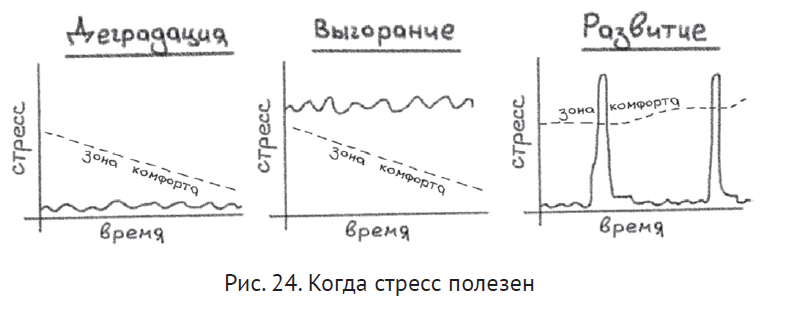 Деградация
Выгорание
Развитие
стресс
зона комфорта
время
стресс
зона комфорта
время
стресс
зона комфорта
время
Рис. 24. Когда стресс полезен